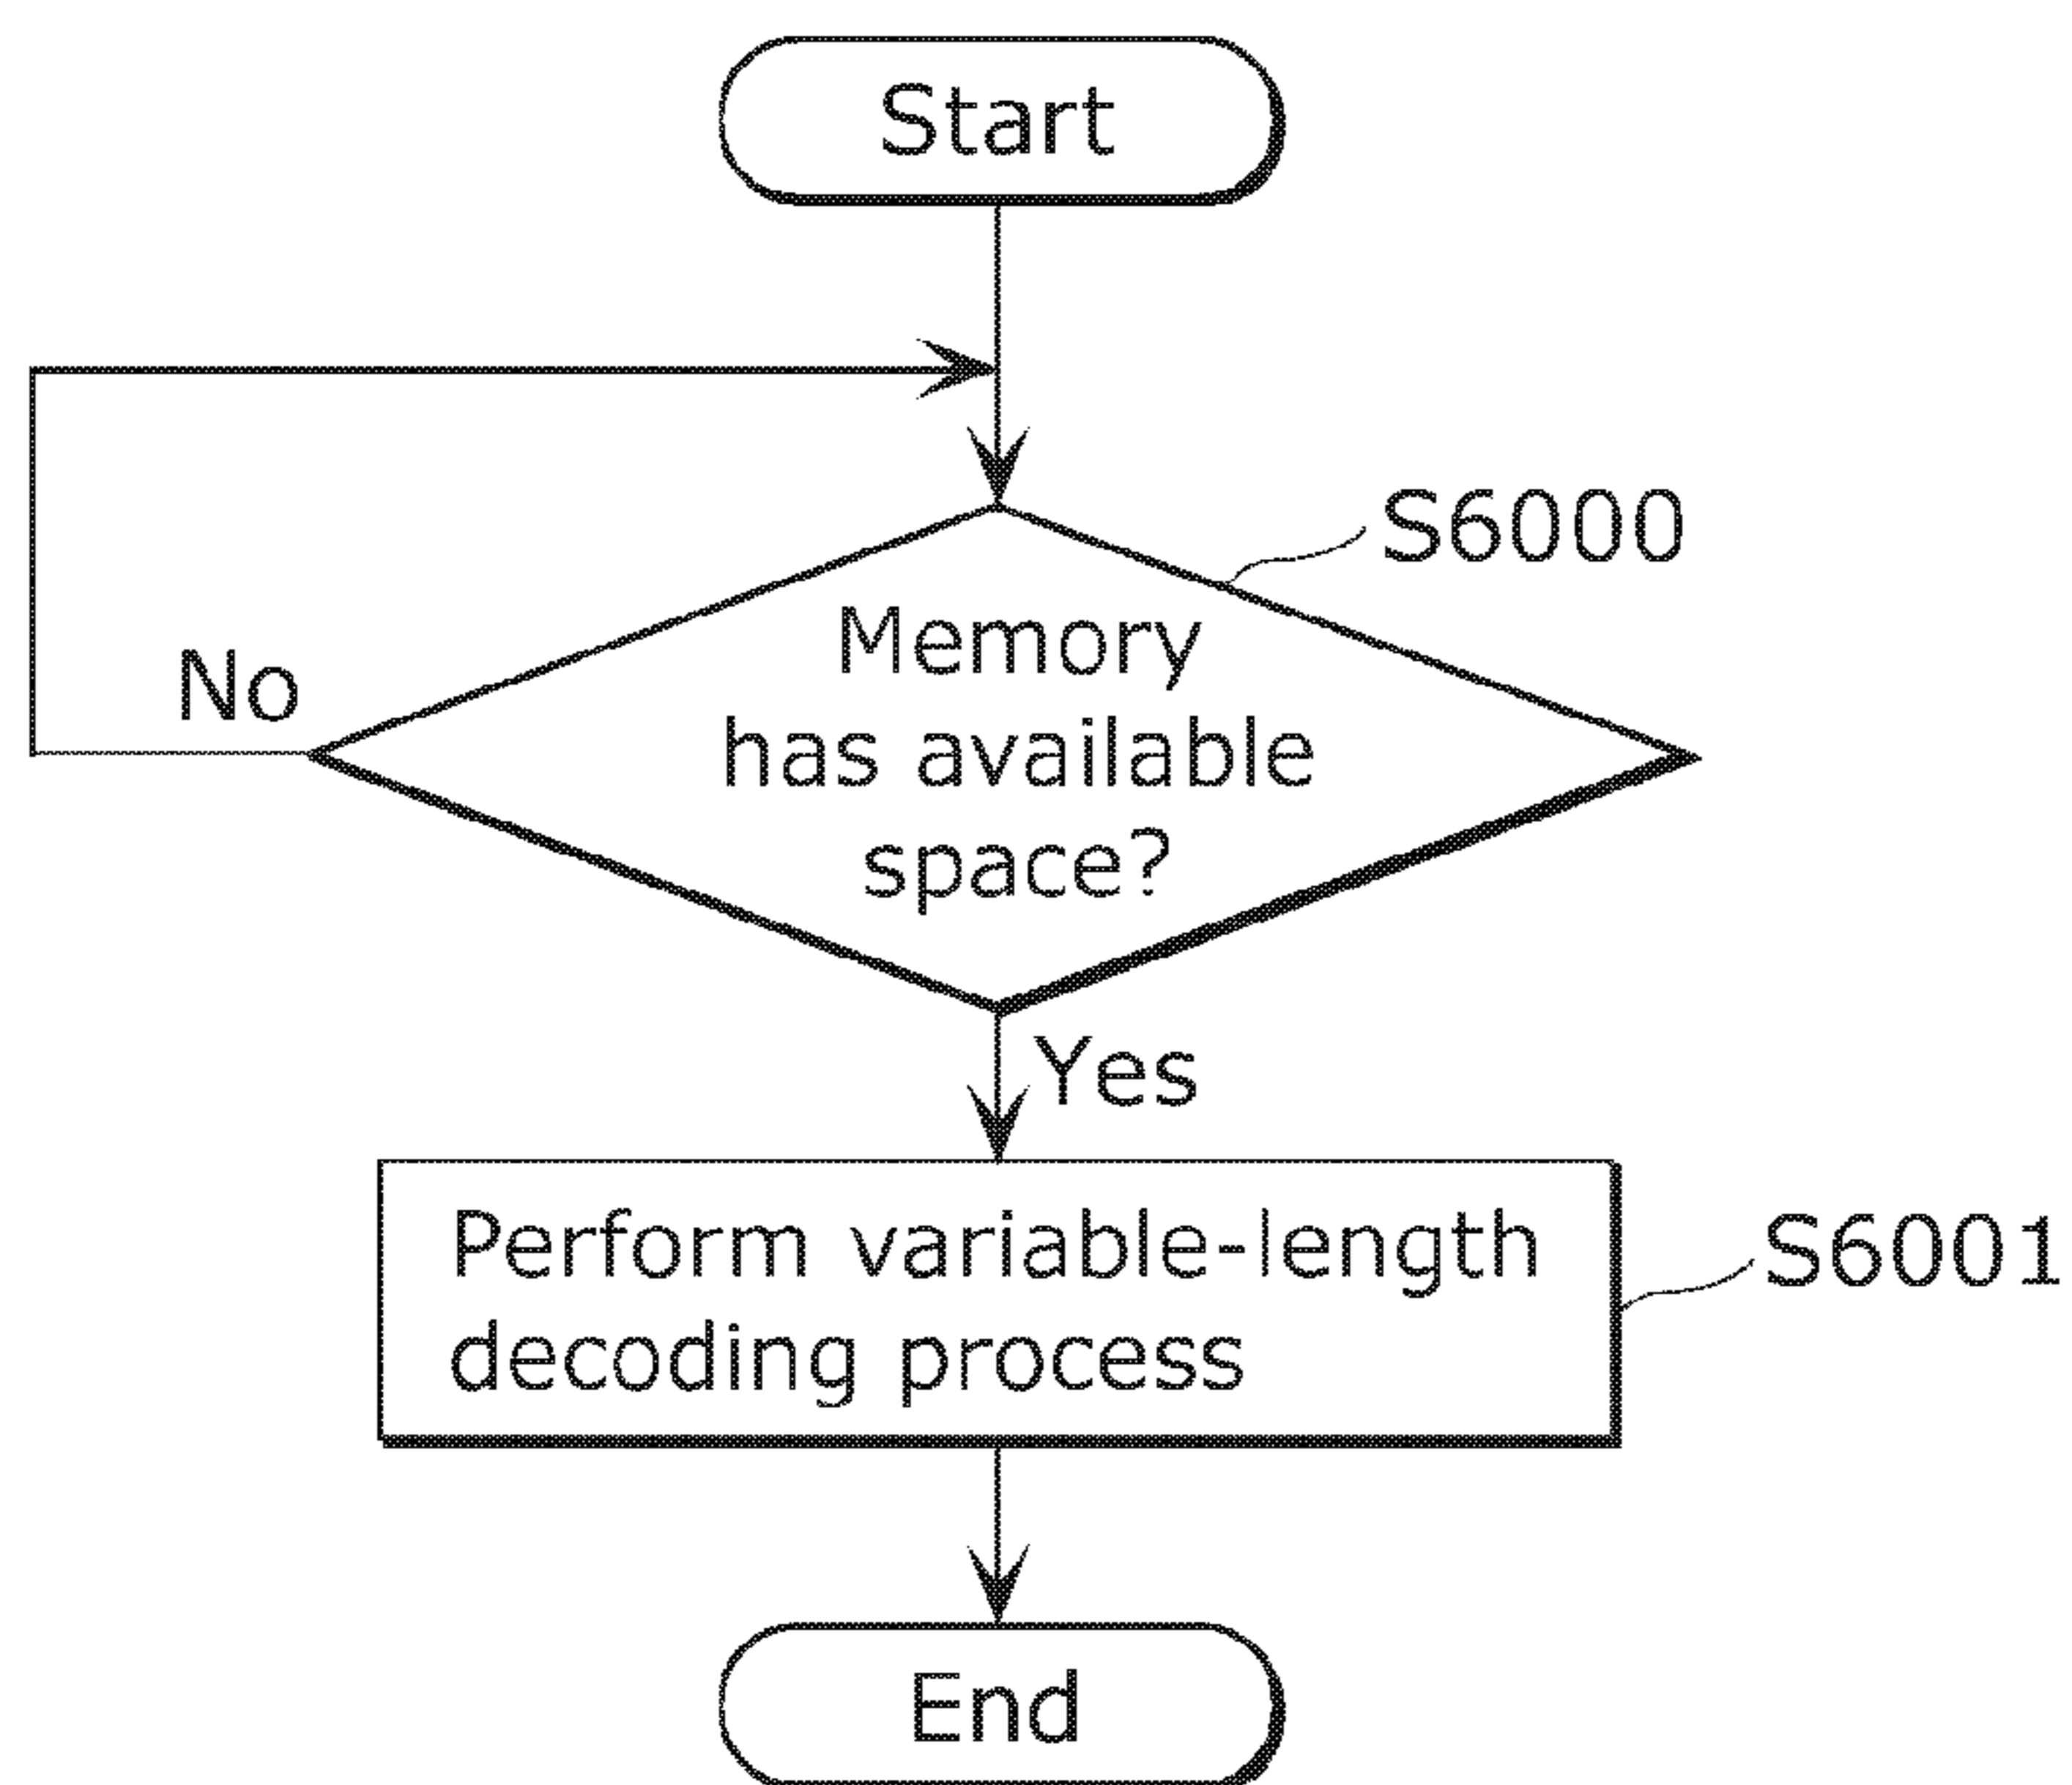 Start
S6000
Memory
has available
space?
No
Yes
Perform variable-length
decoding process
S6001
End